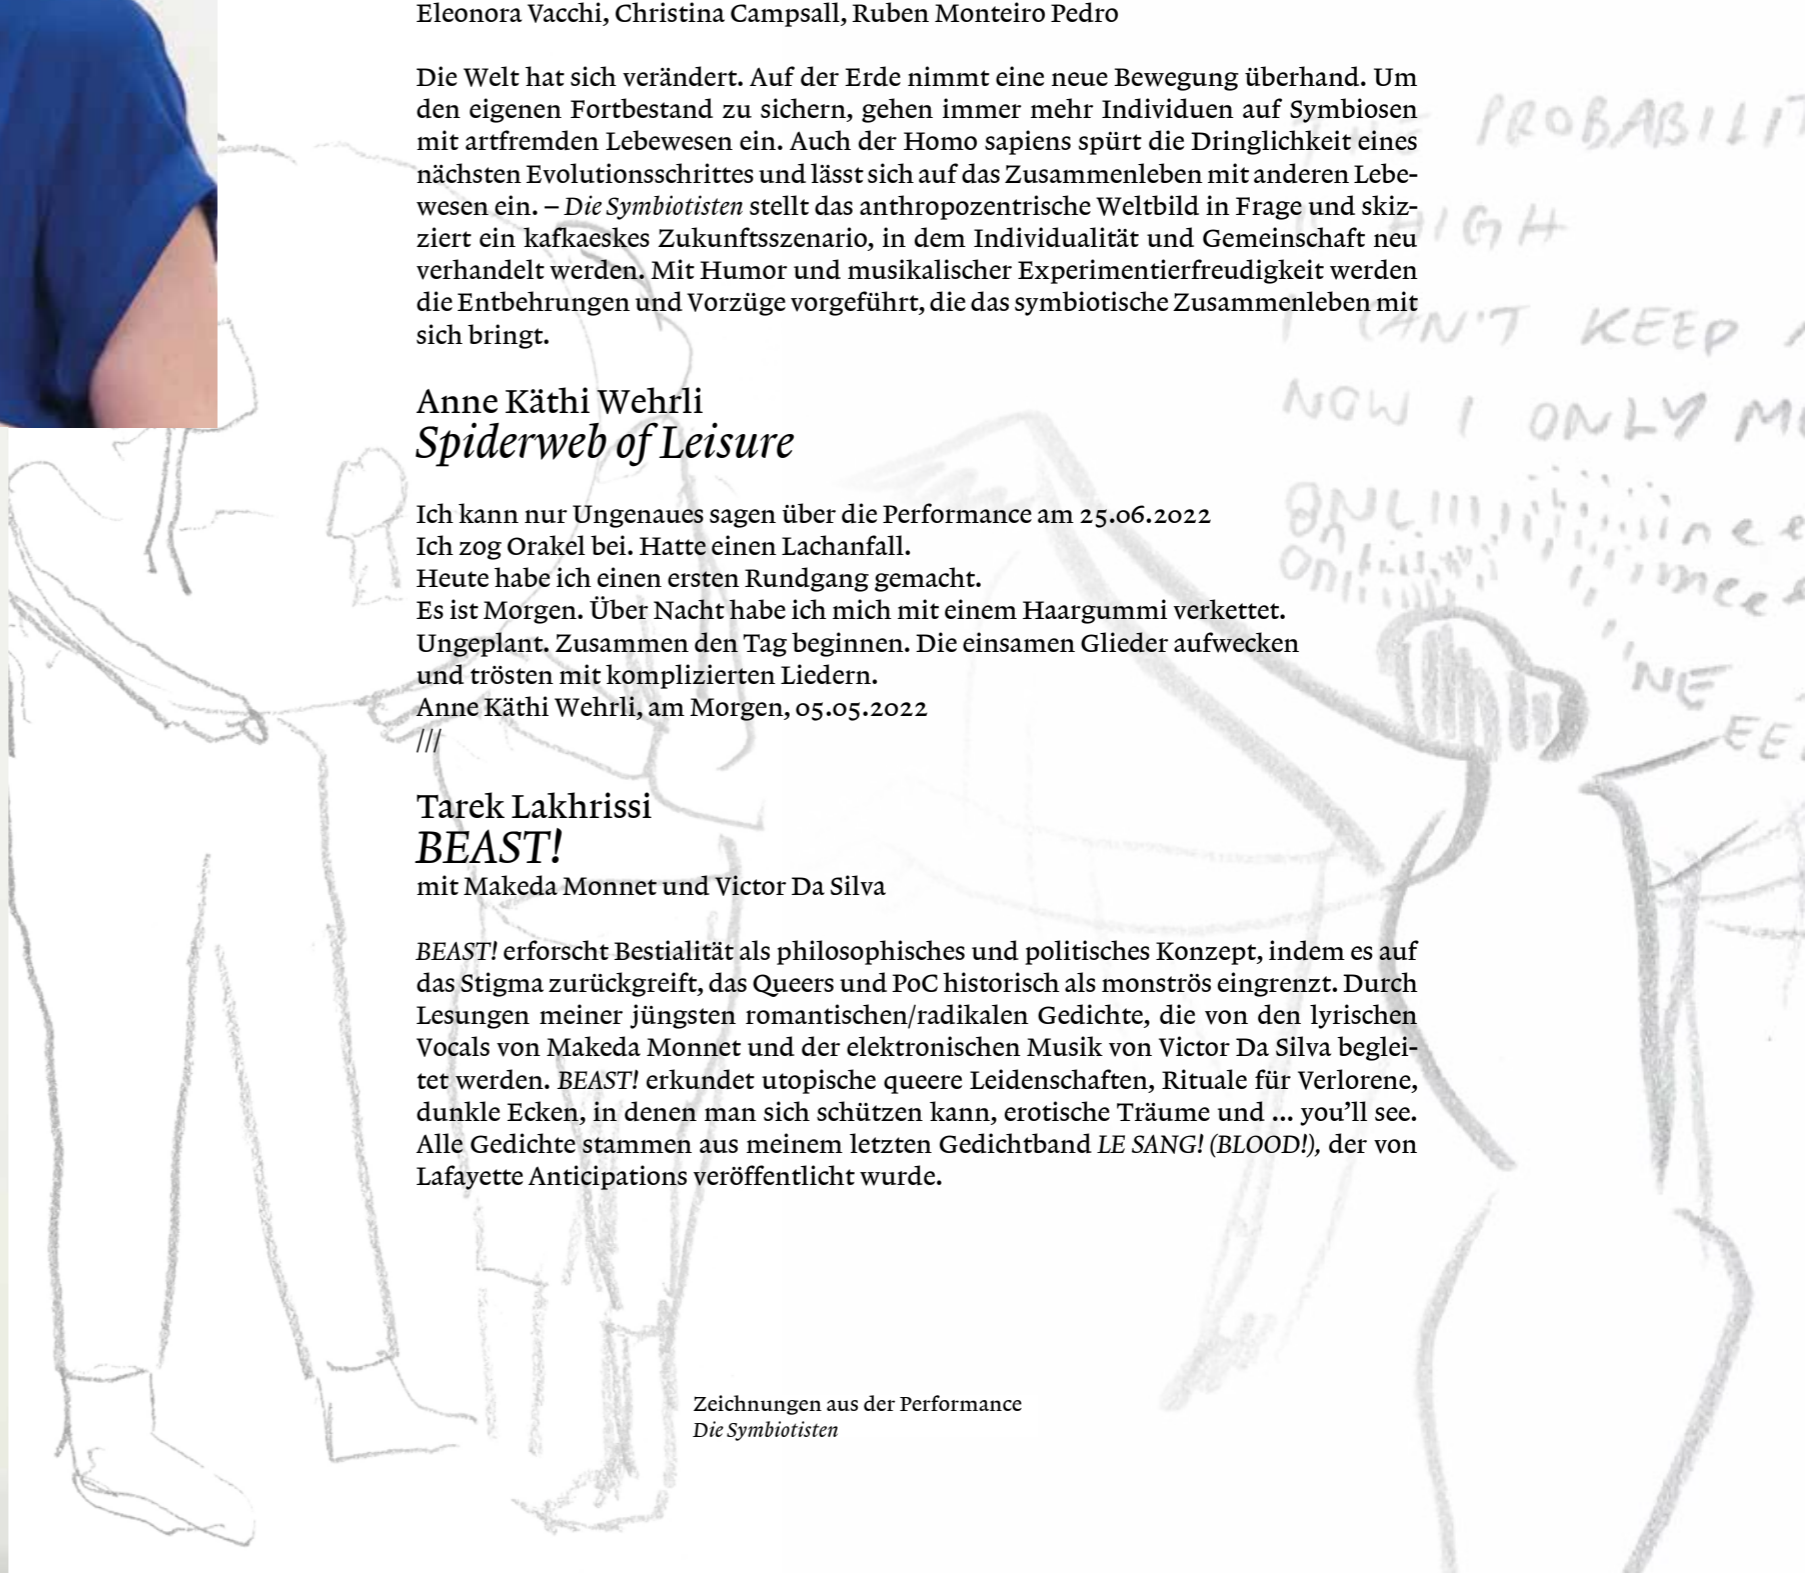 Eleonora Vacchi, Christina Campsall, Ruben Monteiro Pedro
Die Welt hat sich verändert. Auf der Erde nimmt eine neue Bewegung überhand. Um
den eigenen Fortbestand zu sichern, gehen immer mehr Individuen auf Symbiosen
mit artfremden Lebewesen ein. Auch der Homo sapiens spürt die Dringlichkeit eines
nächsten Evolutionsschrittes und lässt sich auf das Zusammenleben mit anderen Lebe-
wesen ein. – Die Symbiotisten stellt das anthropozentrische Weltbild in Frage und skiz-
ziert ein kafkaeskes Zukunftsszenario, in dem Individualität und Gemeinschaft neu
verhandelt werden. Mit Humor und musikalischer Experimentierfreudigkeit werden
die Entbehrungen und Vorzüge vorgeführt, die das symbiotische Zusammenleben mit
sich bringt.
Anne Käthi Wehrli
Spiderweb of Leisure
Ich kann nur Ungenaues sagen über die Performance am 25.06.2022
Ich zog Orakel bei. Hatte einen Lachanfall.
Heute habe ich einen ersten Rundgang gemacht.
Es ist Morgen. Über Nacht habe ich mich mit einem Haargummi verkettet.
Ungeplant. Zusammen den Tag beginnen. Die einsamen Glieder aufwecken
und trösten mit komplizierten Liedern.
Anne Käthi Wehrli, am Morgen, 05.05.2022
///
Tarek Lakhrissi
BEAST!
mit Makeda Monnet und Victor Da Silva
BEAST! erforscht Bestialität als philosophisches und politisches Konzept, indem es auf
das Stigma zurückgreift, das Queers und PoC historisch als monströs eingrenzt. Durch
Lesungen meiner jüngsten romantischen/radikalen Gedichte, die von den lyrischen
Vocals von Makeda Monnet und der elektronischen Musik von Victor Da Silva beglei-
tet werden. BEAST! erkundet utopische queere Leidenschaften, Rituale für Verlorene,
dunkle Ecken, in denen man sich schützen kann, erotische Träume und ... you’ll see.
Alle Gedichte stammen aus meinem letzten Gedichtband LE SANG! (BLOOD!), der von
Lafayette Anticipations veröffentlicht wurde.
Zeichnungen aus der Performance
Die Symbiotisten
THE PROBABILIT
HIGH
I CAN'T KEEP
NOW I ONLY
'NE